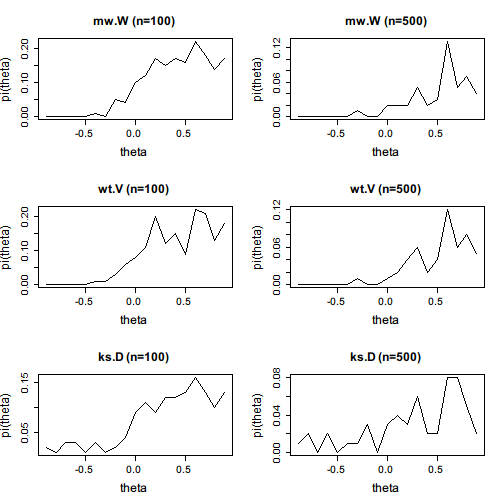 mw.W (n=100)
pi(theta)
0.00 0.10 0.20
-0.5 0.0 0.5
theta
mw.W (n=500)
pi(theta)
0.00 0.06 0.12
-0.5 0.0 0.5
theta
wt.V (n=100)
pi(theta)
0.00 0.10 0.20
-0.5 0.0 0.5
theta
wt.V (n=500)
pi(theta)
0.00 0.06 0.12
-0.5 0.0 0.5
theta
ks.D (n=100)
pi(theta)
0.05 0.15
-0.5 0.0 0.5
theta
ks.D (n=500)
pi(theta)
0.00 0.04 0.08
-0.5 0.0 0.5
theta